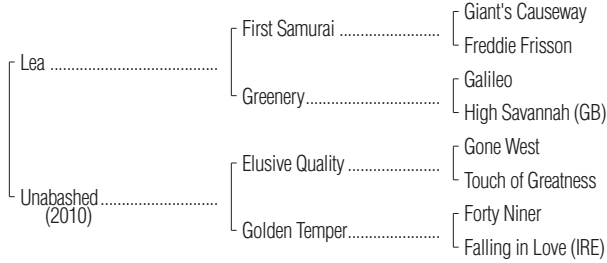 Giant's Causeway
First Samurai
Freddie Frisson
Lea
Galileo
Greenery
High Savannah (GB)
Gone West
Elusive Quality
Touch of Greatness
Unabashed
(2010)
Forty Niner
Golden Temper
Falling in Love (IRE)